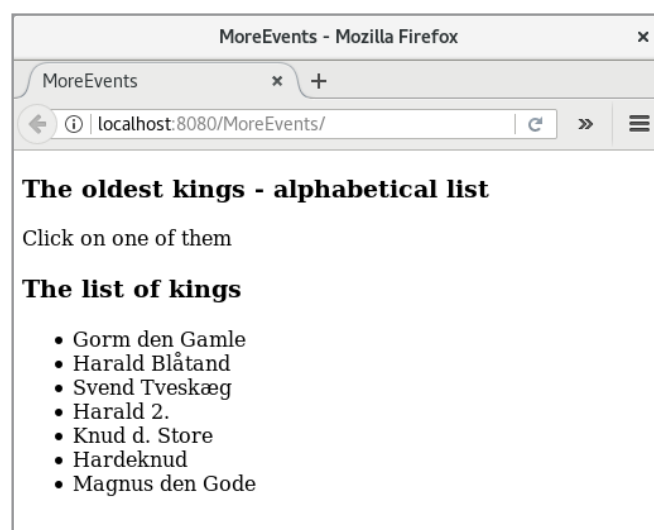 MoreEvents - Mozilla Firefox
MoreEvents
localhost:8080/MoreEvents/
The oldest kings - alphabetical list
Click on one of them
The list of kings
• Gorm den Gamle
• Harald Blåtand
• Svend Tveskæg
• Harald 2.
• Knud d. Store
• Hardeknud
• Magnus den Gode